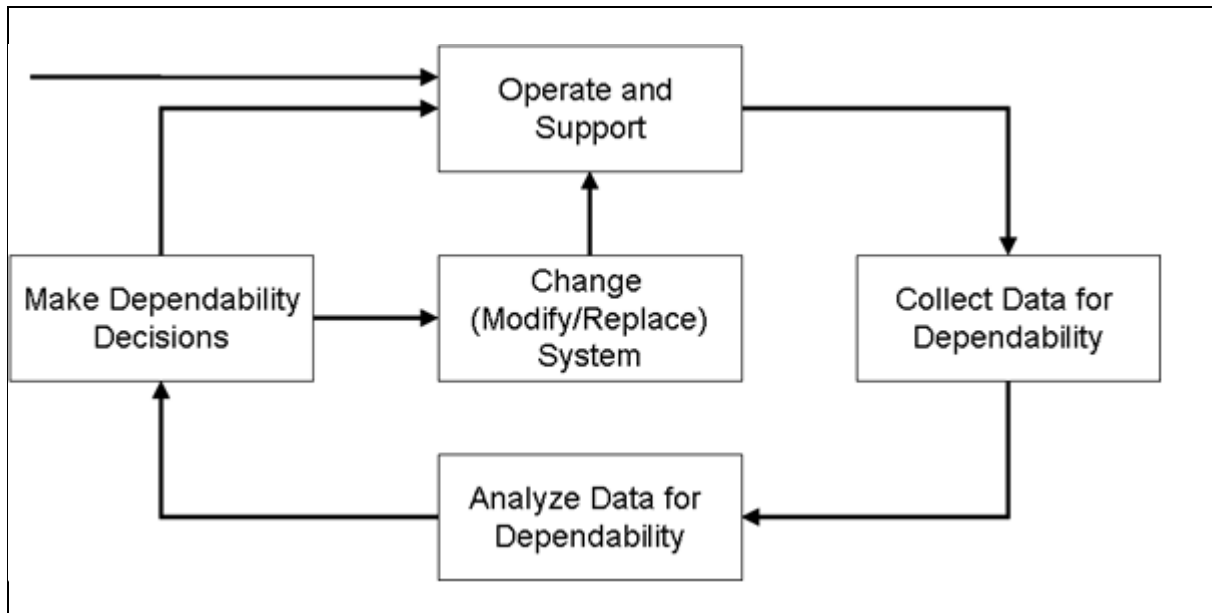 Operate and
Support
Make Dependability
Decisions
Change
(Modify/Replace)
System
Collect Data for
Dependability
Analyze Data for
Dependability